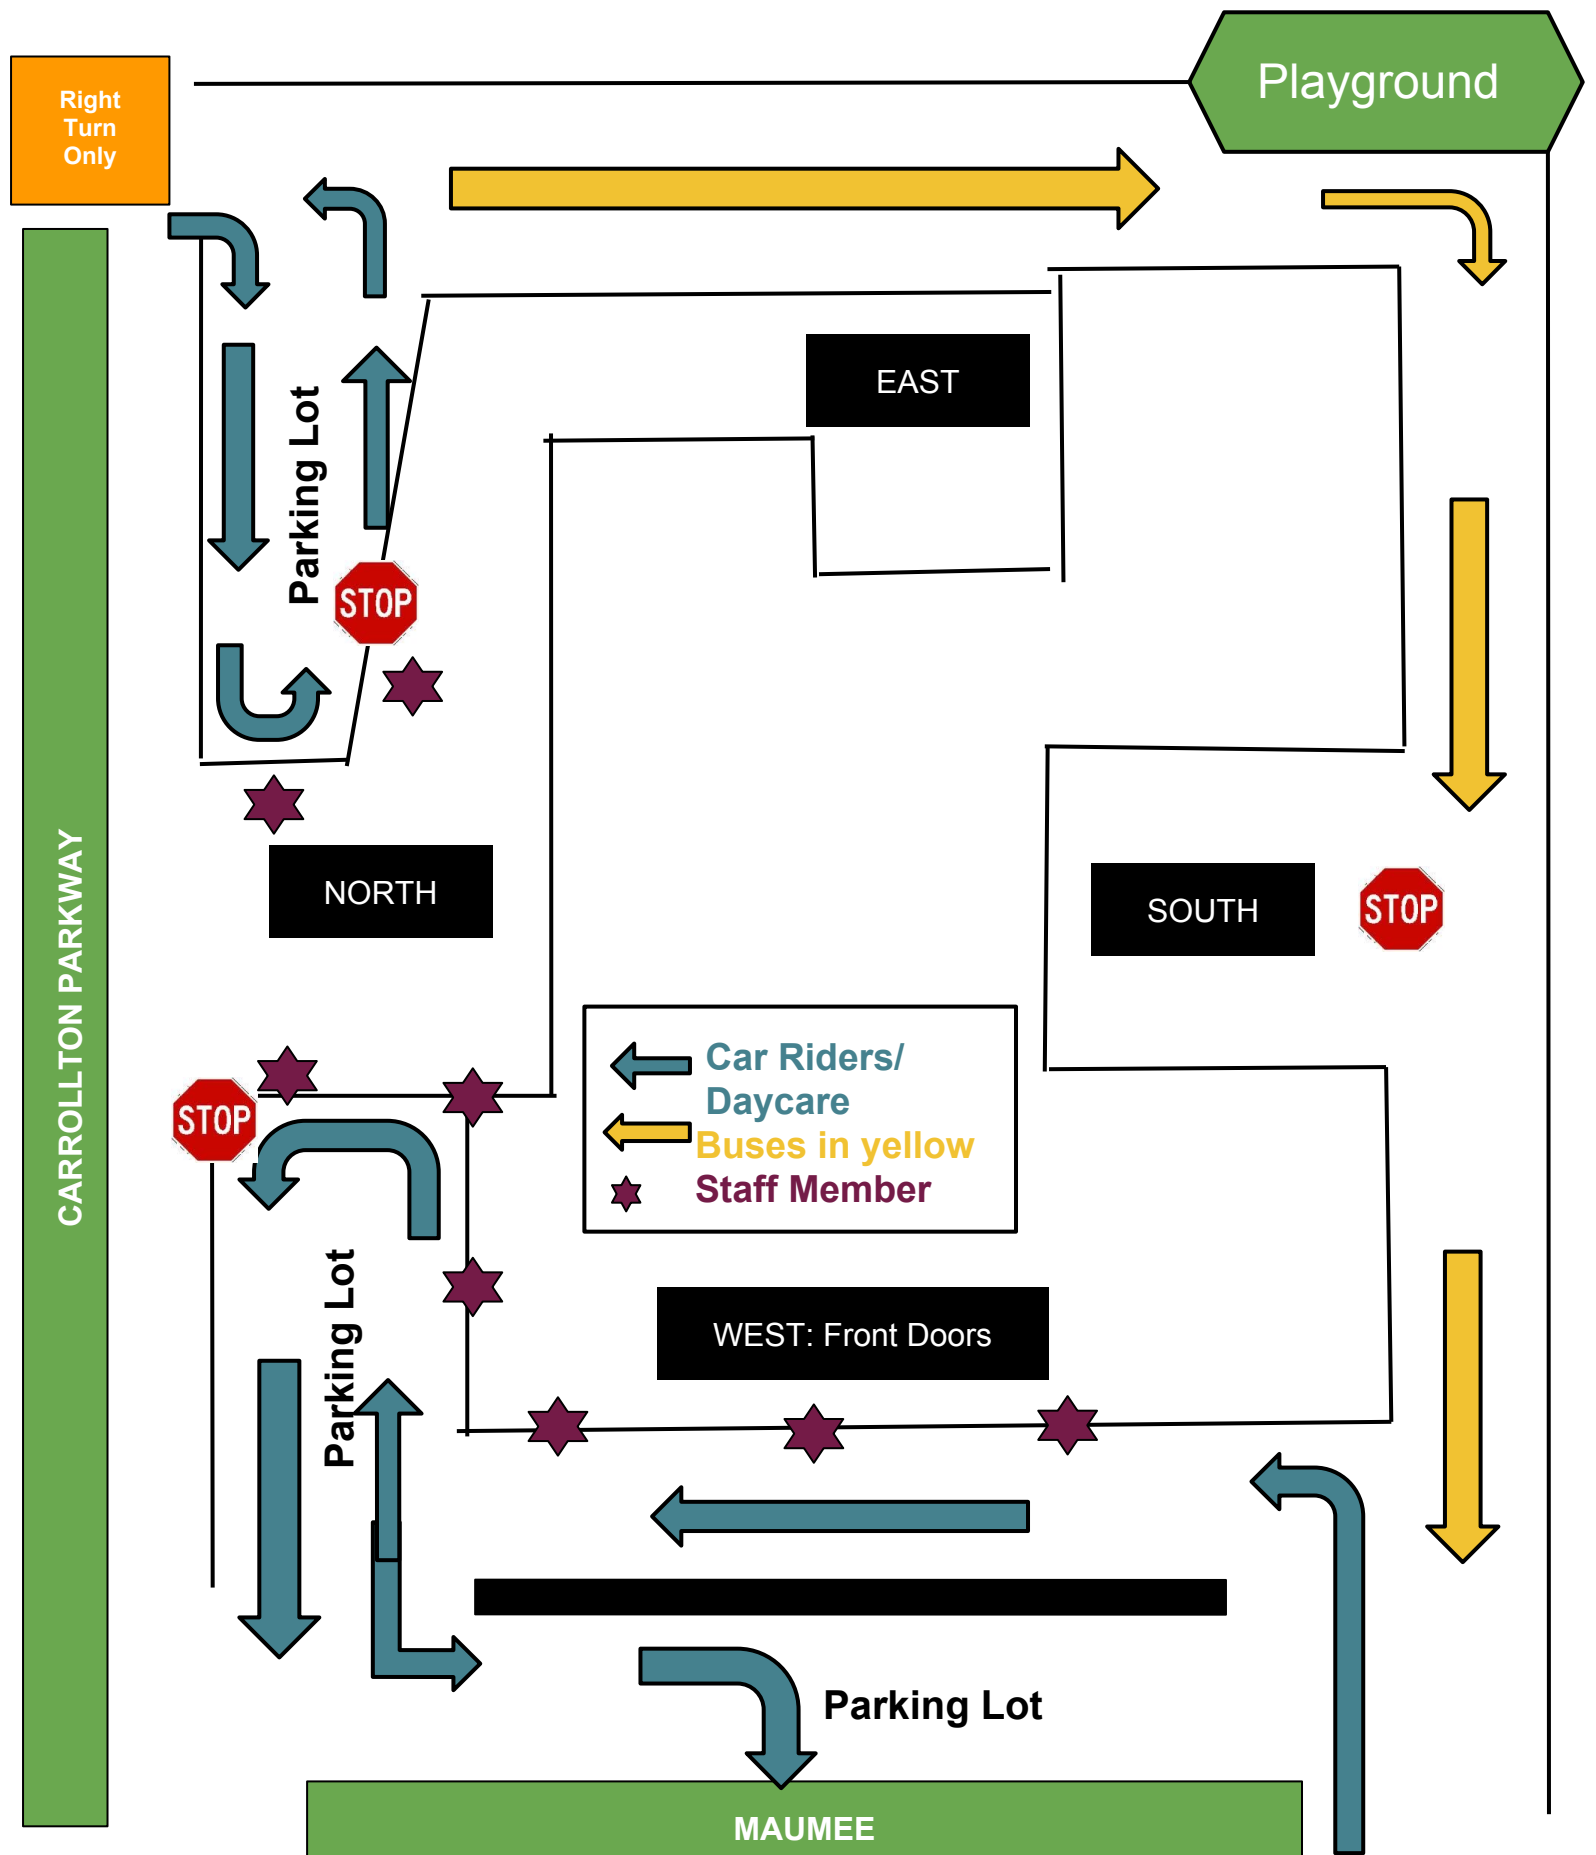 Playground
Right
Turn
Only
EAST
Parking Lot
STOP
NORTH
SOUTH
STOP
CARROLLTON PARKWAY
Car Riders/
Daycare
Buses in yellow
Staff Member
STOP
Parking Lot
WEST: Front Doors
Parking Lot
MAUMEE